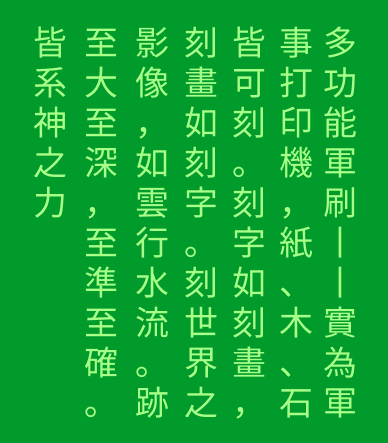 多功能軍刷｜｜實為軍
事打印機，紙、木、石
皆可刻。刻字如刻畫，
刻畫如刻字。刻世界之
影像，如雲行水流。跡
至大至深，至準至確。
皆系神之力